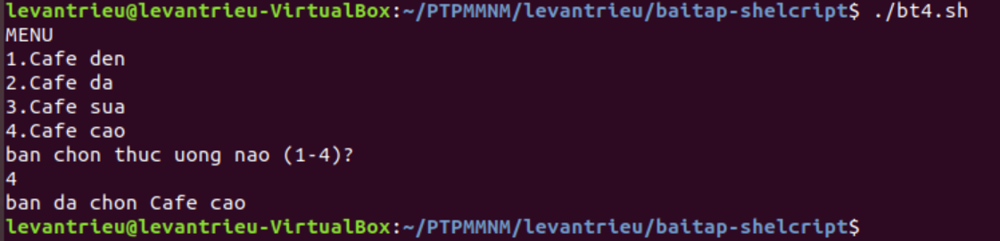 levantrieu@levantrieu-VirtualBox:~/PTPMMNM/levantrieu/baitap-shelcript$ ./bt4.sh
MENU
1.Cafe den
2.Cafe da
3.Cafe sua
4.Cafe cao
ban chon thuc uong nao (1-4)?
4
ban da chon Cafe cao
levantrieu@levantrieu-VirtualBox:~/PTPMMNM/levantrieu/baitap-shelcript$